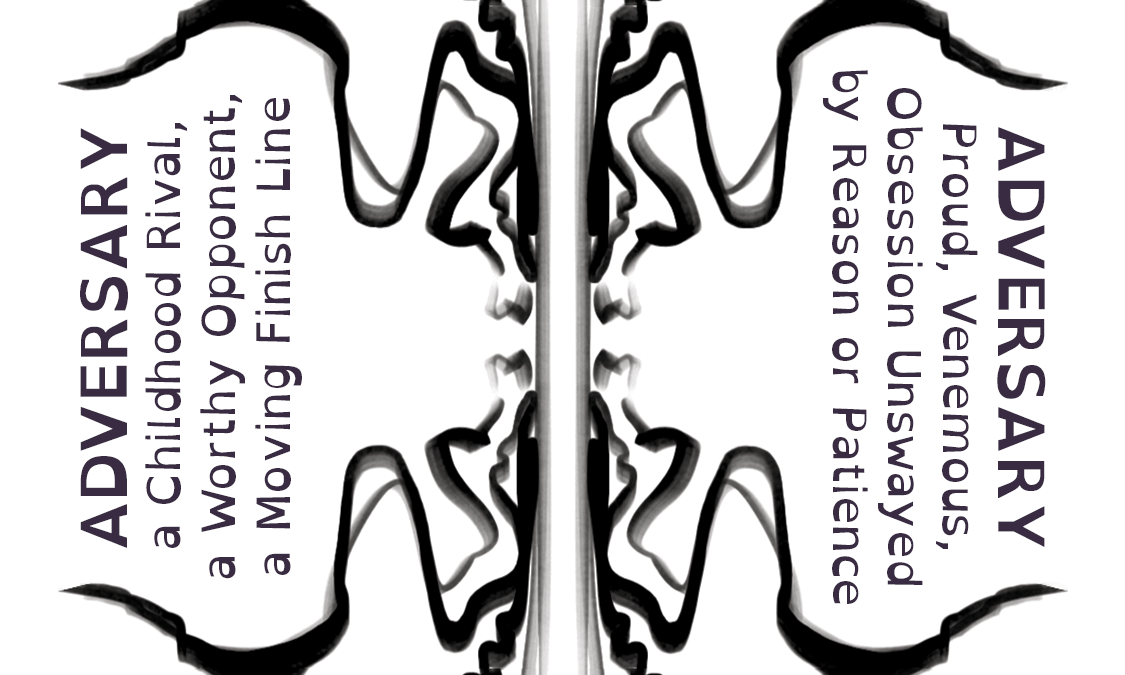 ADVERSARY
a Childhood Rival,
a Worthy Opponent,
a Moving Finish Line
ADVERSARY
Proud, Venemous,
Obsession Unswayed
by Reason or Patience